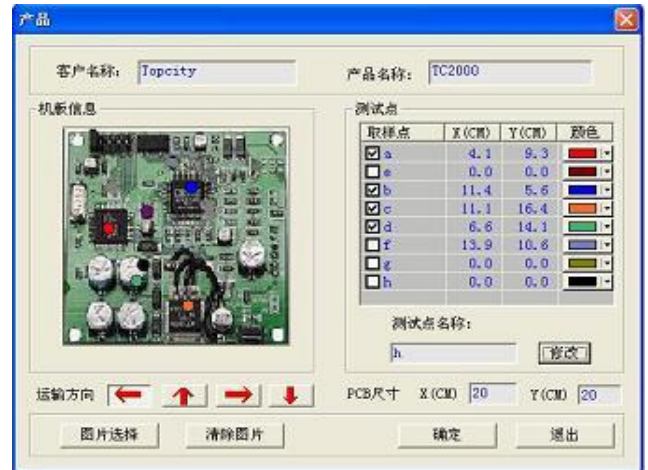 产品
客户名称: Topcity 产品名称: TC2000
机板信息 测试点
取样点 X(CM) Y(CM) 颜色
a 4.1 9.3
e 0.0 0.0
b 11.4 5.6
c 11.1 16.4
d 6.6 14.1
f 13.9 10.6
g 0.0 0.0
h 0.0 0.0
测试点名称:
h 修改
运输方向 PCB尺寸 X(CM) 20 Y(CM) 20
图片选择 清除图片 确定 退出